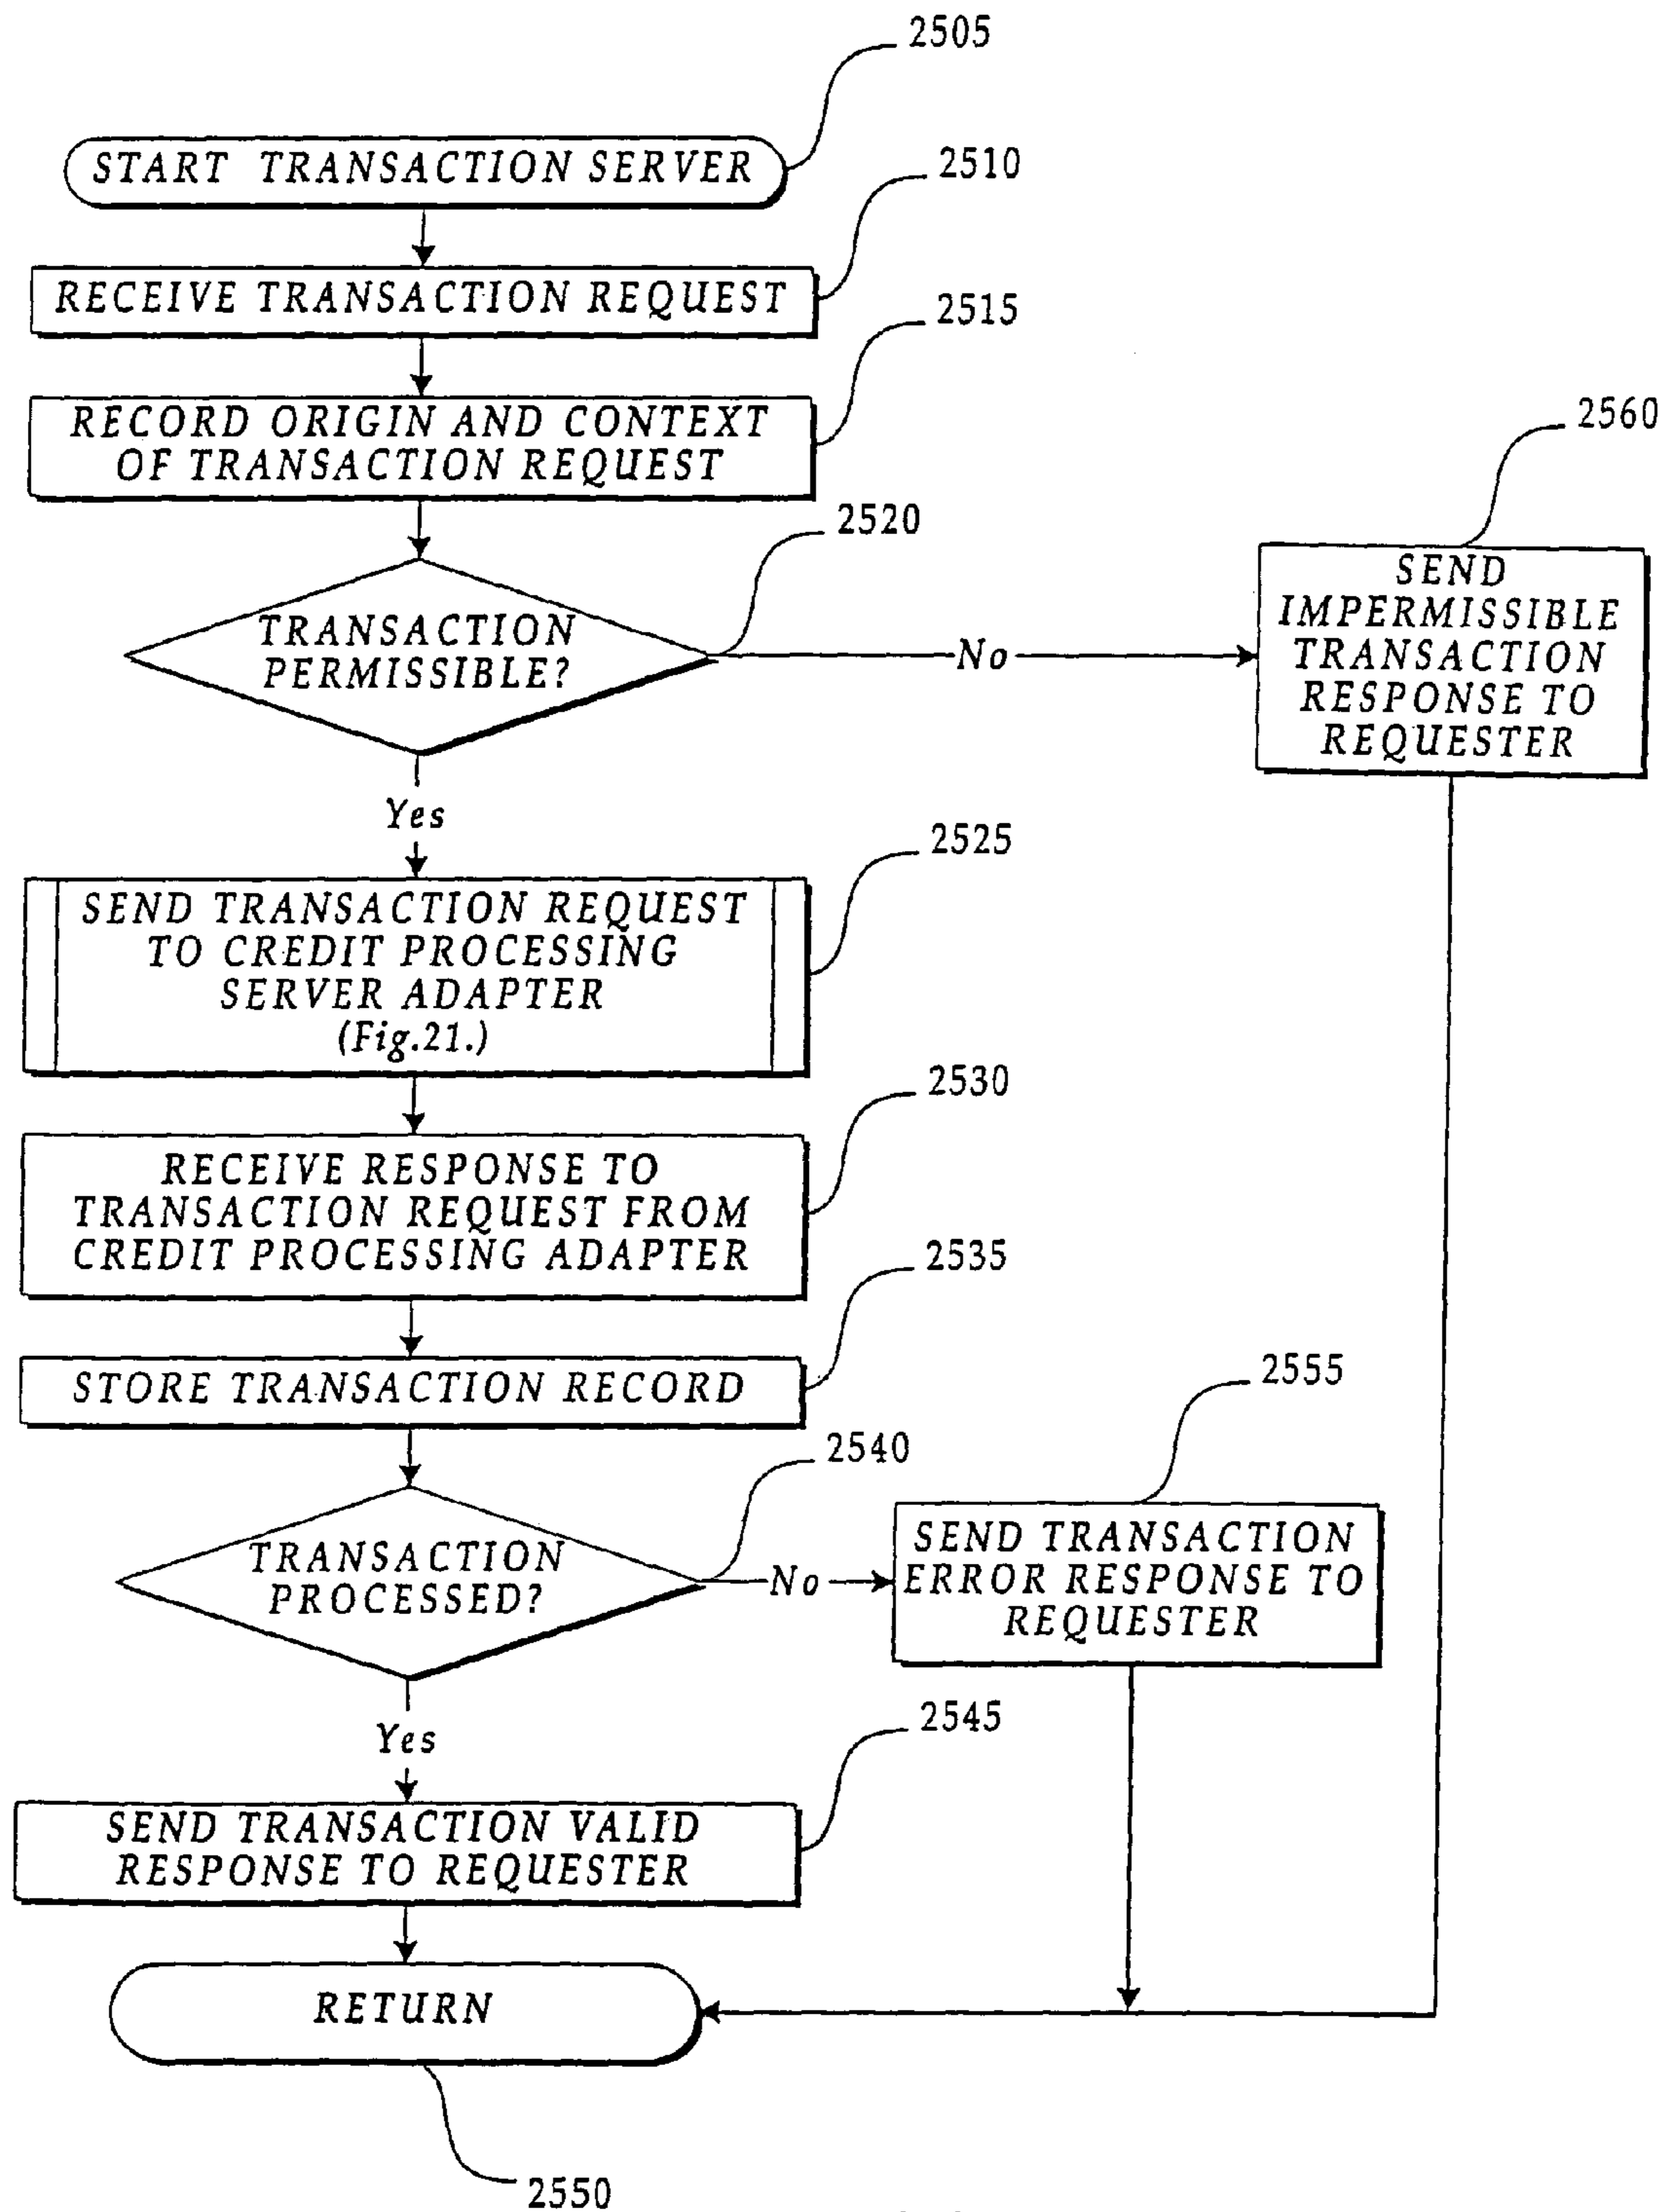 2505
START TRANSACTION SERVER
2510
RECEIVE TRANSACTION REQUEST
2515
RECORD ORIGIN AND CONTEXT
OF TRANSACTION REQUEST
2560
2520
SEND
IMPERMISSIBLE
TRANSACTION
RESPONSE TO
REQUESTER
TRANSACTION
PERMISSIBLE?
No
Yes
2525
SEND TRANSACTION REQUEST
TO CREDIT PROCESSING
SERVER ADAPTER
(Fig.21.)
2530
RECEIVE RESPONSE TO
TRANSACTION REQUEST FROM
CREDIT PROCESSING ADAPTER
2535
STORE TRANSACTION RECORD
2555
2540
TRANSACTION
PROCESSED?
No
SEND TRANSACTION
ERROR RESPONSE TO
REQUESTER
Yes
2545
SEND TRANSACTION VALID
RESPONSE TO REQUESTER
RETURN
2550